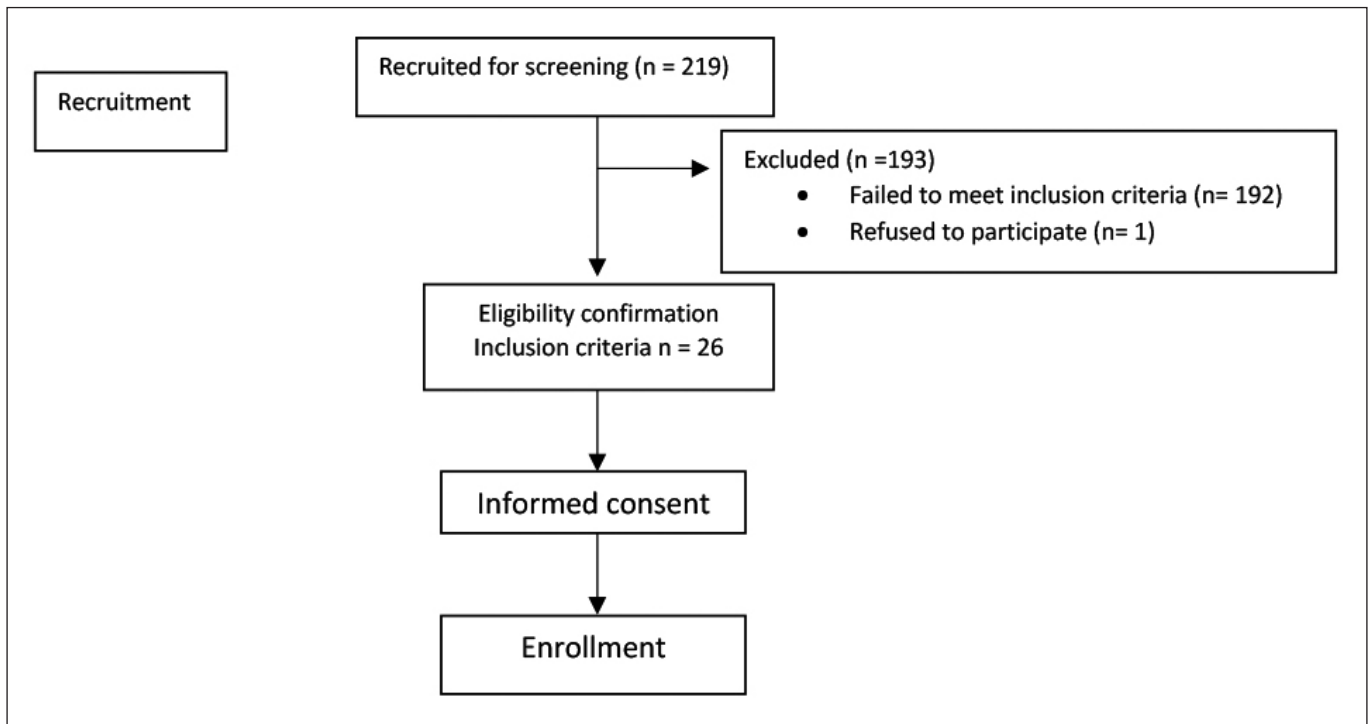 Recruitment
Recruited for screening (n = 219)
Excluded (n =193)
• Failed to meet inclusion criteria (n= 192)
• Refused to participate (n= 1)
Eligibility confirmation
Inclusion criteria n = 26
Informed consent
Enrollment